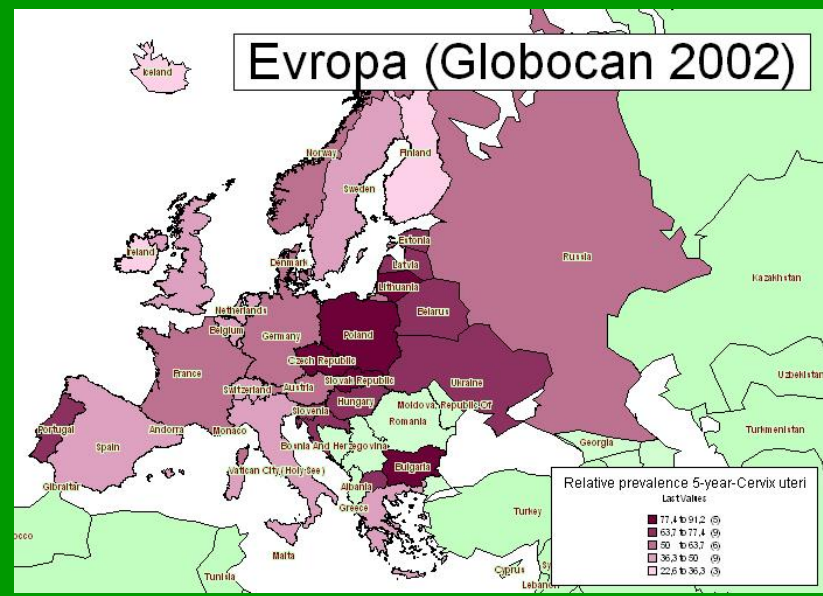 Evropa (Globocan 2002)
Iceland
Norway
Finland
Sweden
Estonia
Russia
Ireland
Denmark
Latvia
Lithuania
Kazakhstan
Netherlands
Belarus
Belgium
Germany
Poland
Czech Republic
France
Slovak Republic
Ukraine
Uzbekistan
Switzerland
Austria
Hungary
Moldova, Republic Of
Slovenia
Romania
Portugal
Andorra
Monaco
Turkmenistan
Spain
Bosnia And Herzegovina
Georgia
Vatican City (Holy See)
Bulgaria
Gibraltar
Albania
Greece
Turkey
occo
Malta
Tunisia
Cyprus
Sy
Lebanon
Relative prevalence 5-year-Cervix uteri
Last Values
77,4 to 91,2 (5)
63,7 to 77,4 (9)
50 to 63,7 (6)
36,3 to 50 (9)
22,6 to 36,3 (3)